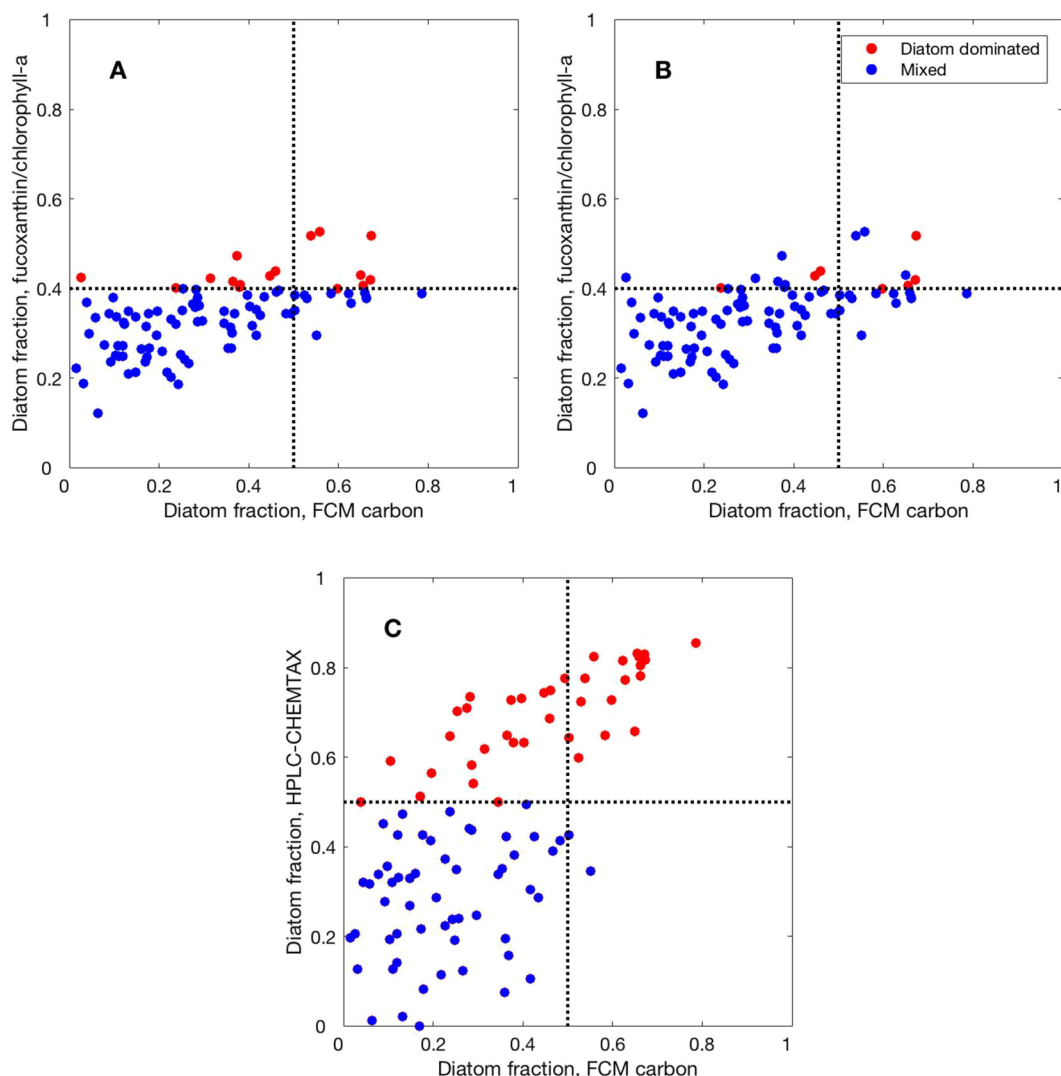 A
Diatom fraction, fucoxanthin/chlorophyll-a
1
0.8
0.6
0.4
0.2
0
0 0.2 0.4 0.6 0.8 1
Diatom fraction, FCM carbon
B
Diatom dominated
Mixed
Diatom fraction, fucoxanthin/chlorophyll-a
1
0.8
0.6
0.4
0.2
0
0 0.2 0.4 0.6 0.8 1
Diatom fraction, FCM carbon
C
Diatom fraction, HPLC-CHEMTAX
1
0.8
0.6
0.4
0.2
0
0 0.2 0.4 0.6 0.8 1
Diatom fraction, FCM carbon